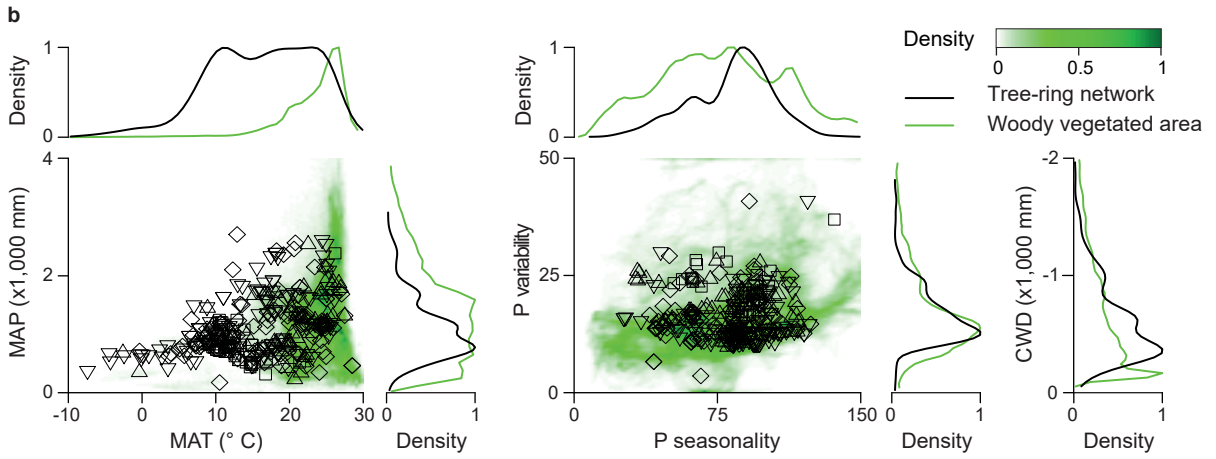 b
Density
1
0
Density
1
0
Density
0
0.5
1
Tree-ring network
Woody vegetated area
MAP (x1,000 mm)
4
2
0
-10
0
10
20
30
MAT (° C)
0
1
Density
P variability
50
25
0
0
75
150
P seasonality
0
1
Density
CWD (x1,000 mm)
-2
-1
0
0
1
Density